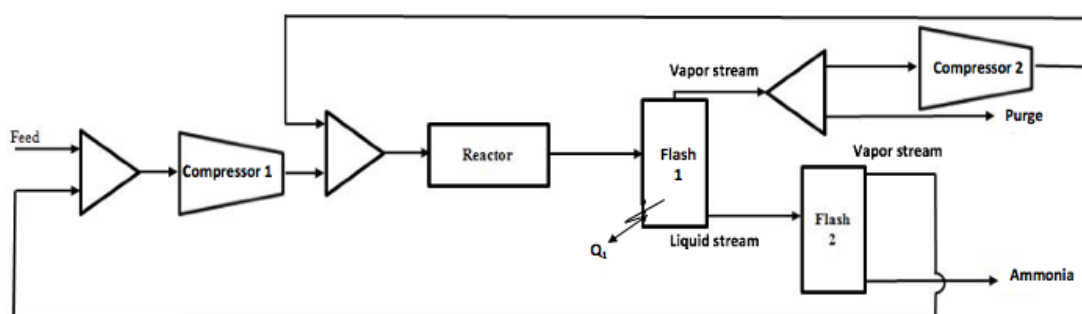 Vapor stream
Compressor 2
Purge
Feed
Compressor 1
Reactor
Flash
1
Vapor stream
Q₁
Liquid stream
Flash
2
Ammonia